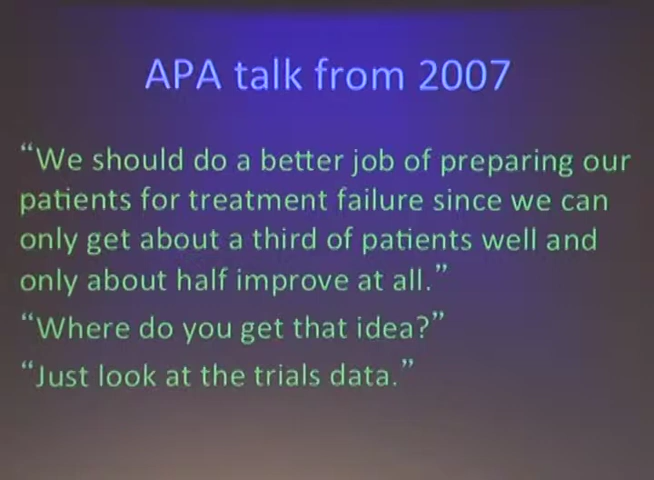 APA talk from 2007
“We should do a better job of preparing our
patients for treatment failure since we can
only get about a third of patients well and
only about half improve at all.”
“Where do you get that idea?”
“Just look at the trials data.”